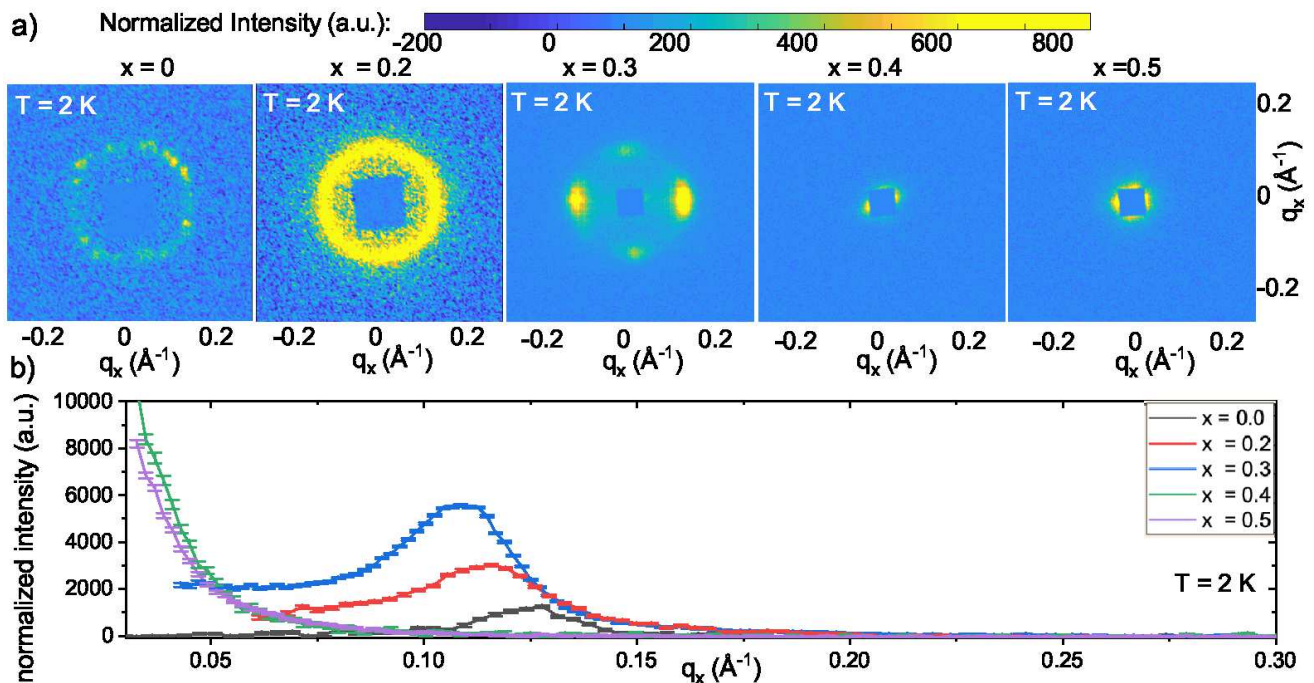 a) Normalized Intensity (a.u.):
-200 0 200 400 600 800
x = 0 x = 0.2 x = 0.3 x = 0.4 x =0.5
T = 2 K T = 2 K T = 2 K T = 2 K T = 2 K
0.2
0
-0.2
qx (Å-1)
-0.2 0 0.2 -0.2 0 0.2 -0.2 0 0.2 -0.2 0 0.2 -0.2 0 0.2
qx (Å-1) qx (Å-1) qx (Å-1) qx (Å-1) qx (Å-1)
b)
normalized intensity (a.u.)
10000
8000
6000
4000
2000
0
x = 0.0
x = 0.2
x = 0.3
x = 0.4
x = 0.5
T = 2 K
0.05 0.10 0.15 0.20 0.25 0.30
qx (Å-1)